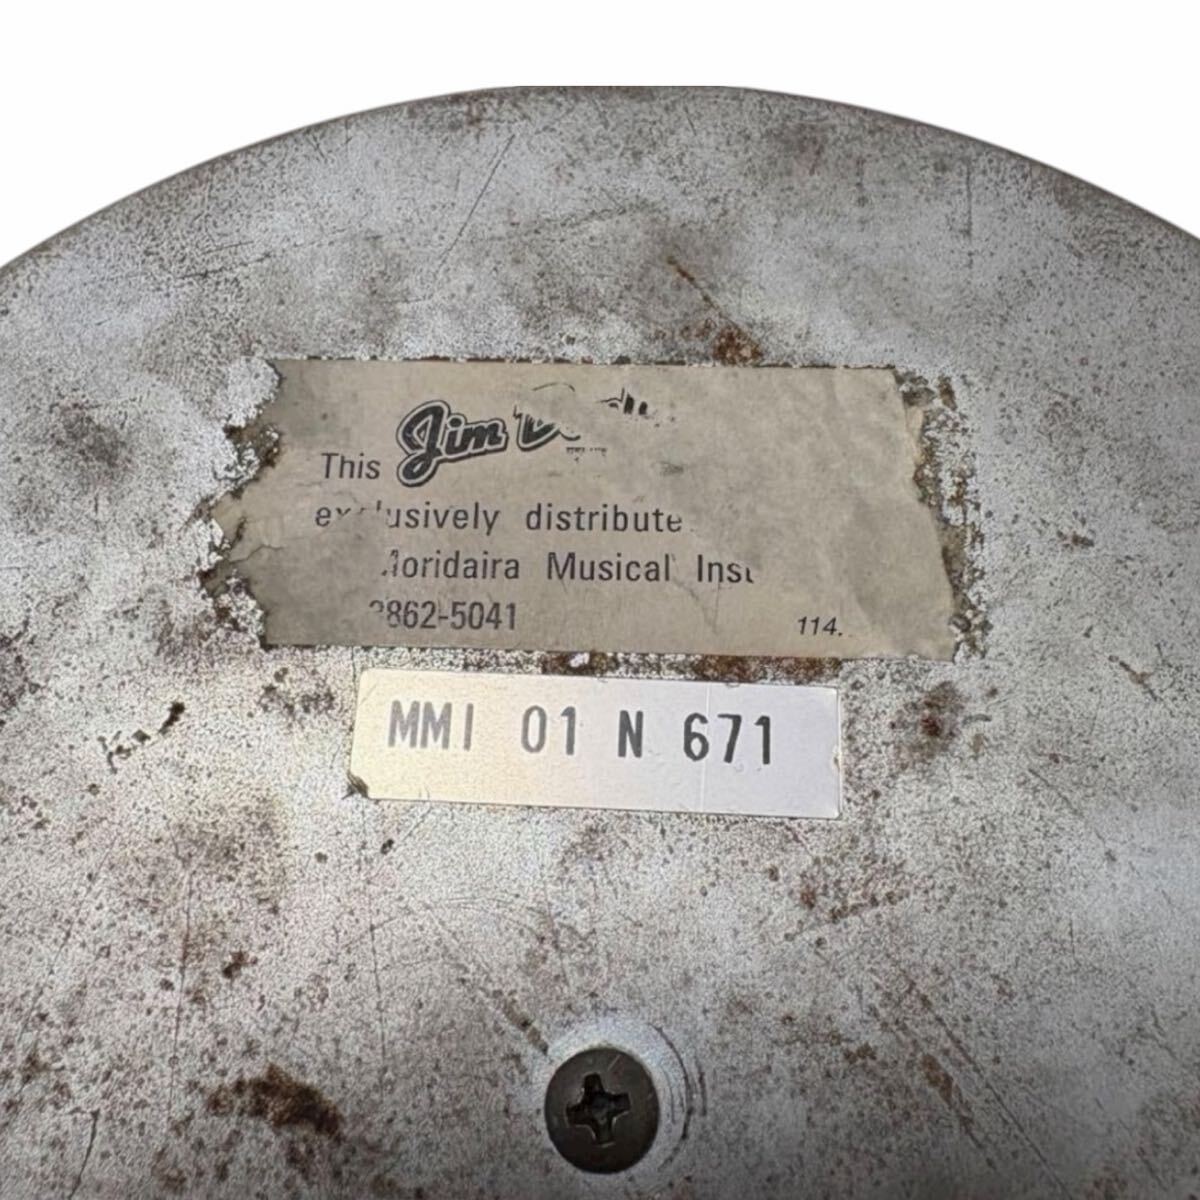 This Jim
exclusively distribute
Moridaira Musical Inst
862-5041 114.
MMI 01 N 671